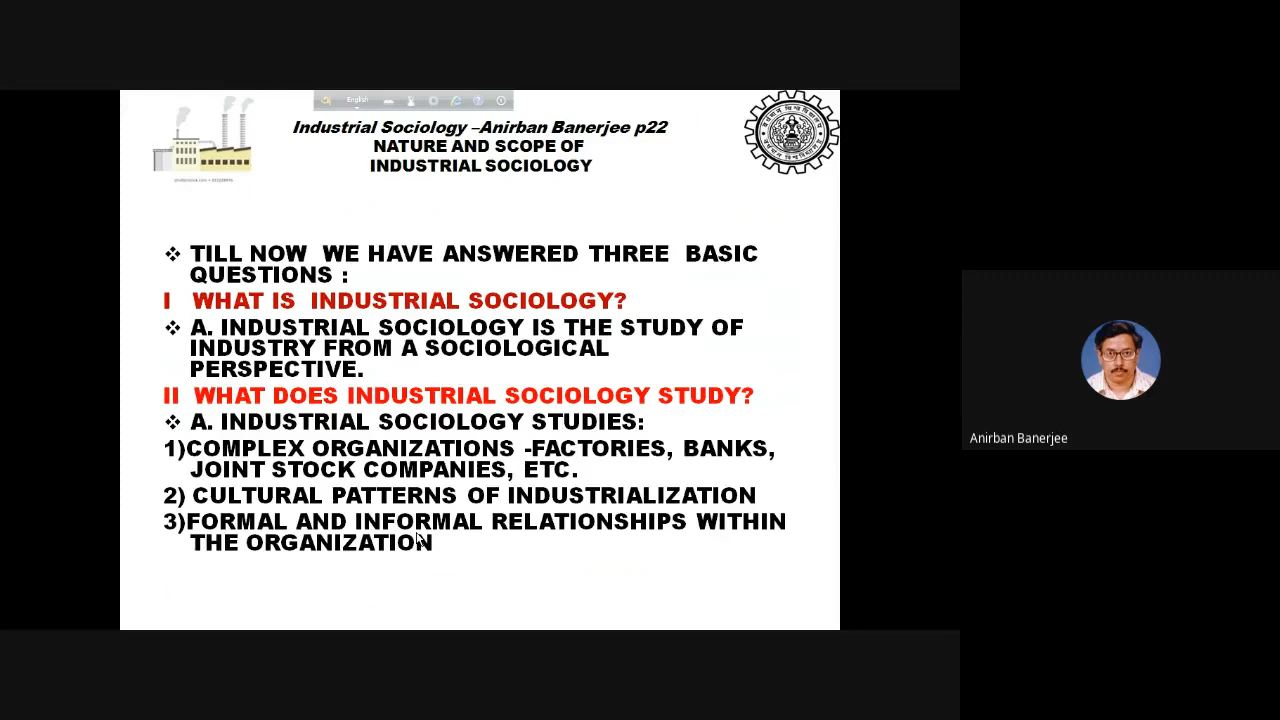 English
Industrial Sociology –Anirban Banerjee p22
NATURE AND SCOPE OF
INDUSTRIAL SOCIOLOGY
❖ TILL NOW WE HAVE ANSWERED THREE BASIC
QUESTIONS :
I WHAT IS INDUSTRIAL SOCIOLOGY?
❖ A. INDUSTRIAL SOCIOLOGY IS THE STUDY OF
INDUSTRY FROM A SOCIOLOGICAL
PERSPECTIVE.
II WHAT DOES INDUSTRIAL SOCIOLOGY STUDY?
❖ A. INDUSTRIAL SOCIOLOGY STUDIES:
1)COMPLEX ORGANIZATIONS -FACTORIES, BANKS,
JOINT STOCK COMPANIES, ETC.
2) CULTURAL PATTERNS OF INDUSTRIALIZATION
3)FORMAL AND INFORMAL RELATIONSHIPS WITHIN
THE ORGANIZATION
Anirban Banerjee